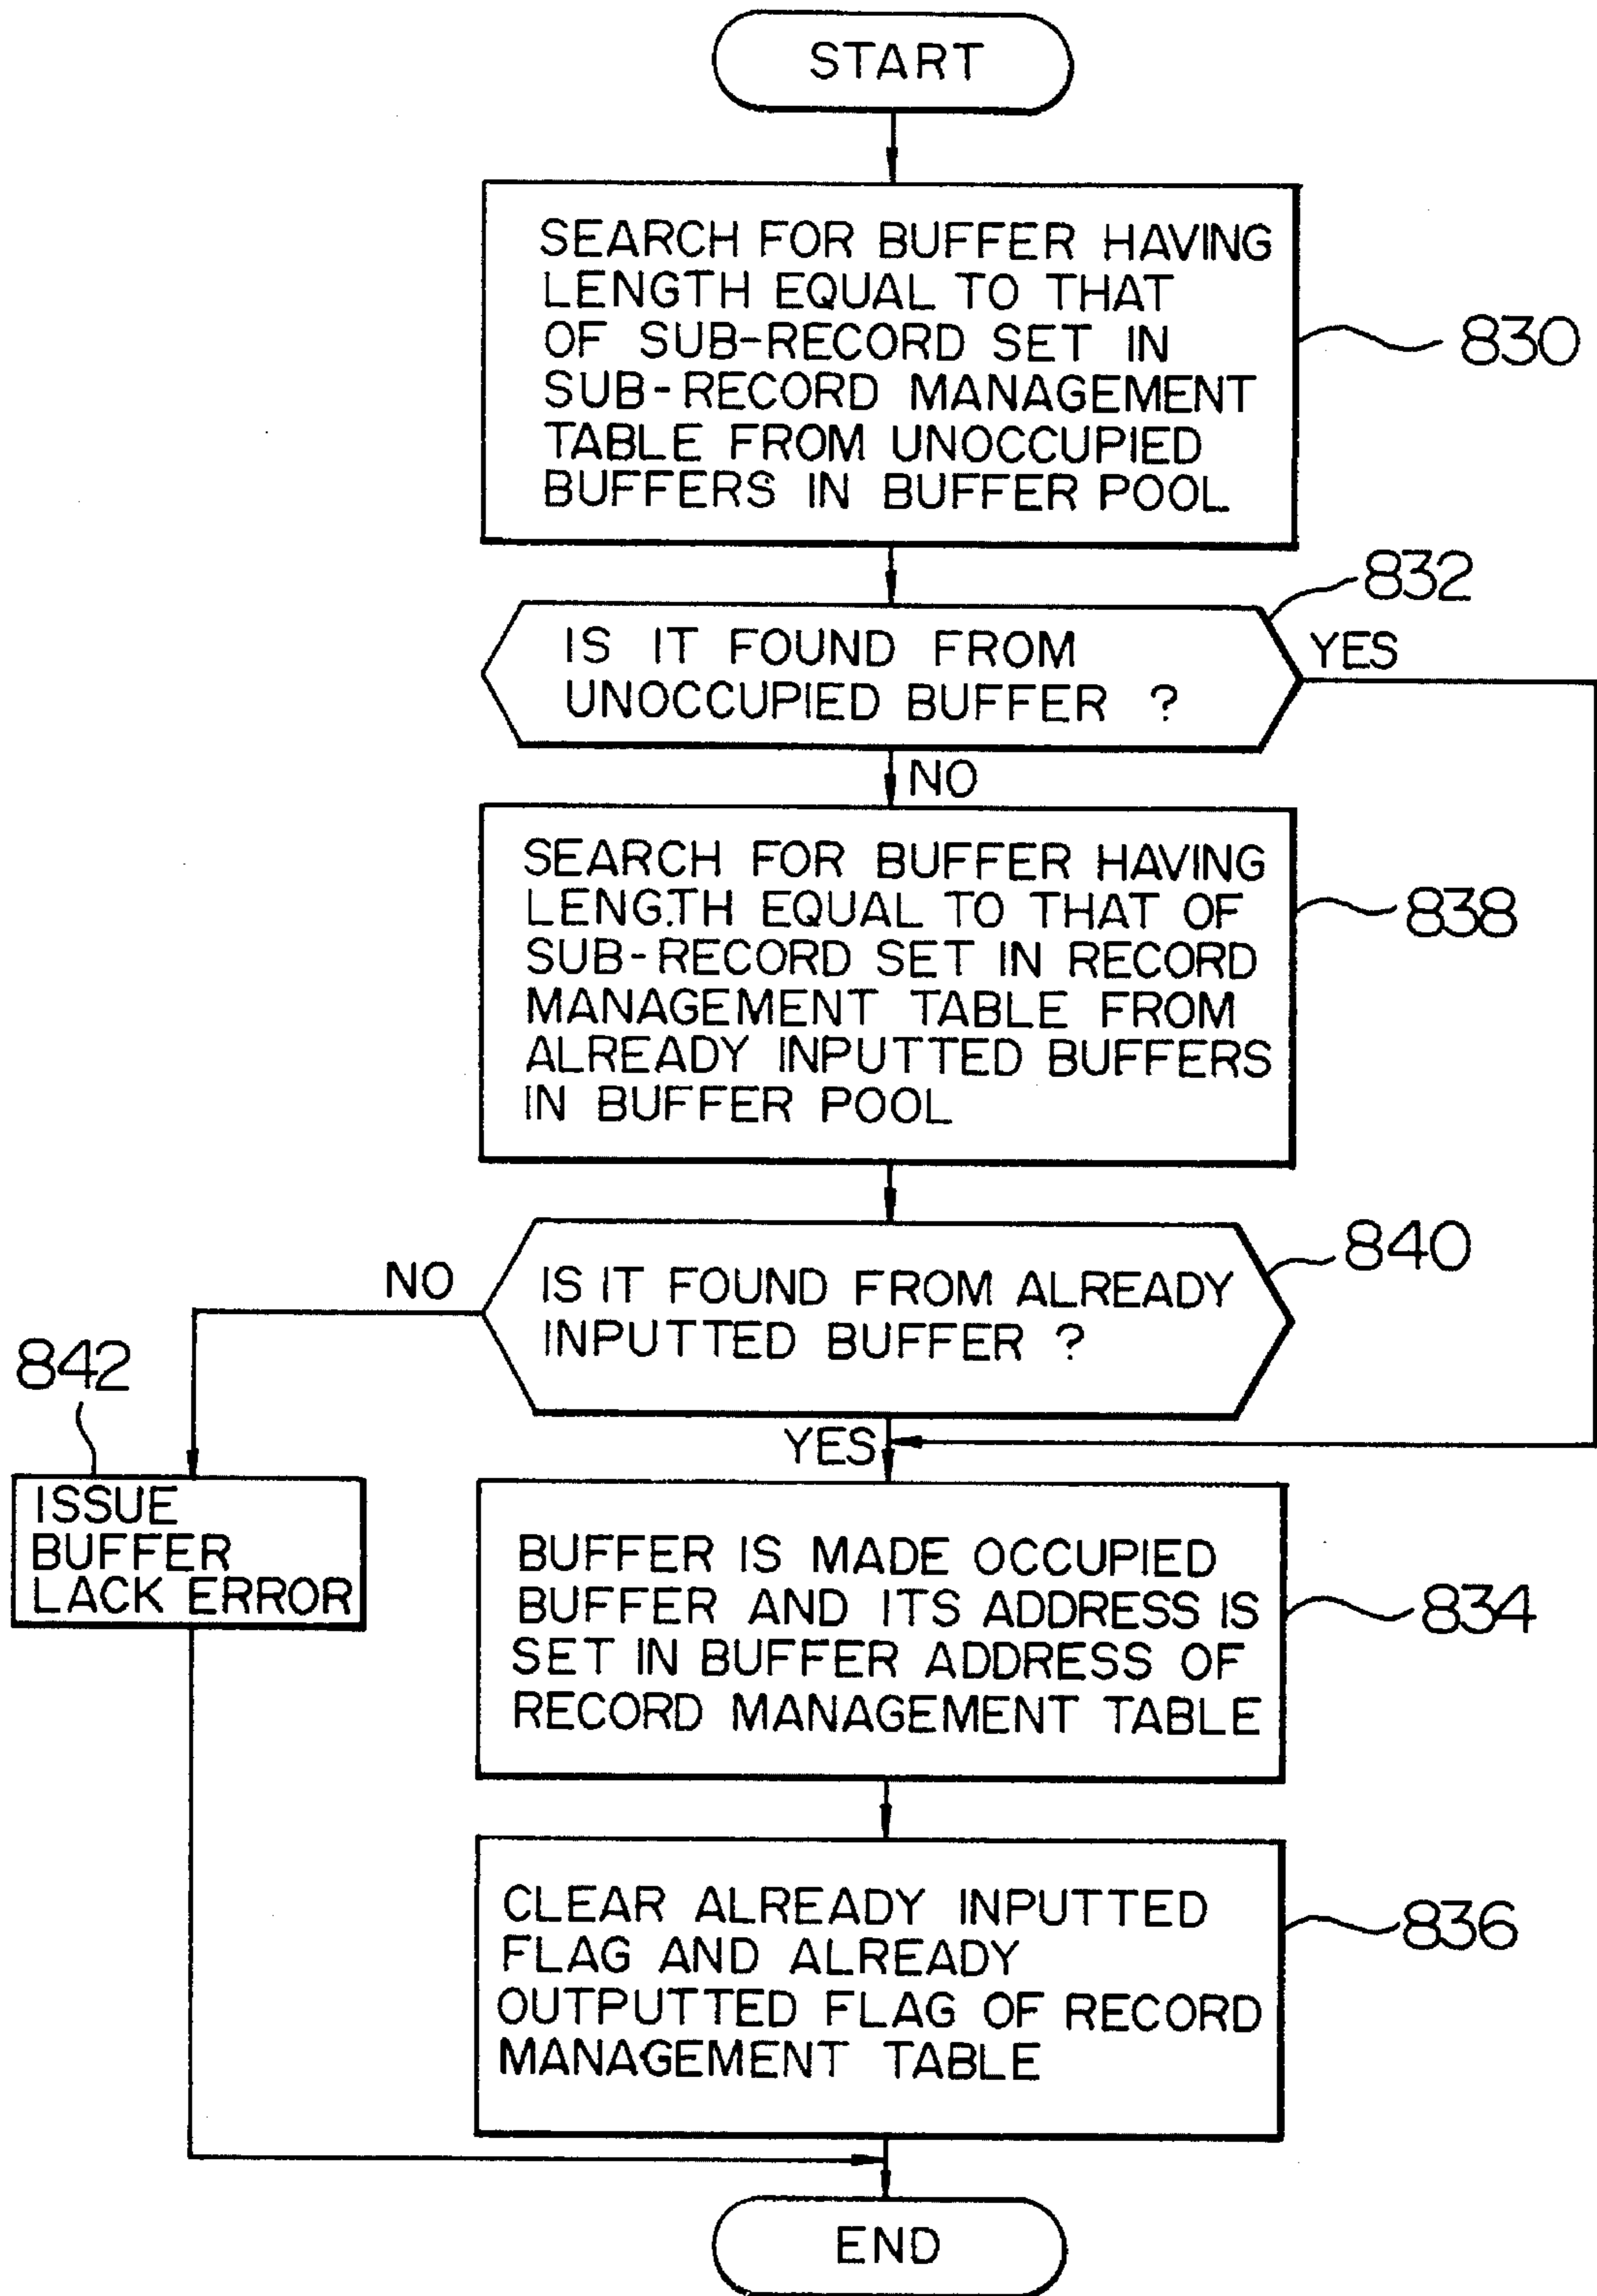 START
SEARCH FOR BUFFER HAVING
LENGTH EQUAL TO THAT
OF SUB-RECORD SET IN
SUB-RECORD MANAGEMENT
TABLE FROM UNOCCUPIED
BUFFERS IN BUFFER POOL
830
832
IS IT FOUND FROM
UNOCCUPIED BUFFER ?
YES
NO
SEARCH FOR BUFFER HAVING
LENGTH EQUAL TO THAT OF
SUB-RECORD SET IN RECORD
MANAGEMENT TABLE FROM
ALREADY INPUTTED BUFFERS
IN BUFFER POOL
838
840
NO
IS IT FOUND FROM ALREADY
INPUTTED BUFFER ?
842
YES
ISSUE
BUFFER
LACK ERROR
BUFFER IS MADE OCCUPIED
BUFFER AND ITS ADDRESS IS
SET IN BUFFER ADDRESS OF
RECORD MANAGEMENT TABLE
834
CLEAR ALREADY INPUTTED
FLAG AND ALREADY
OUTPUTTED FLAG OF RECORD
MANAGEMENT TABLE
836
END